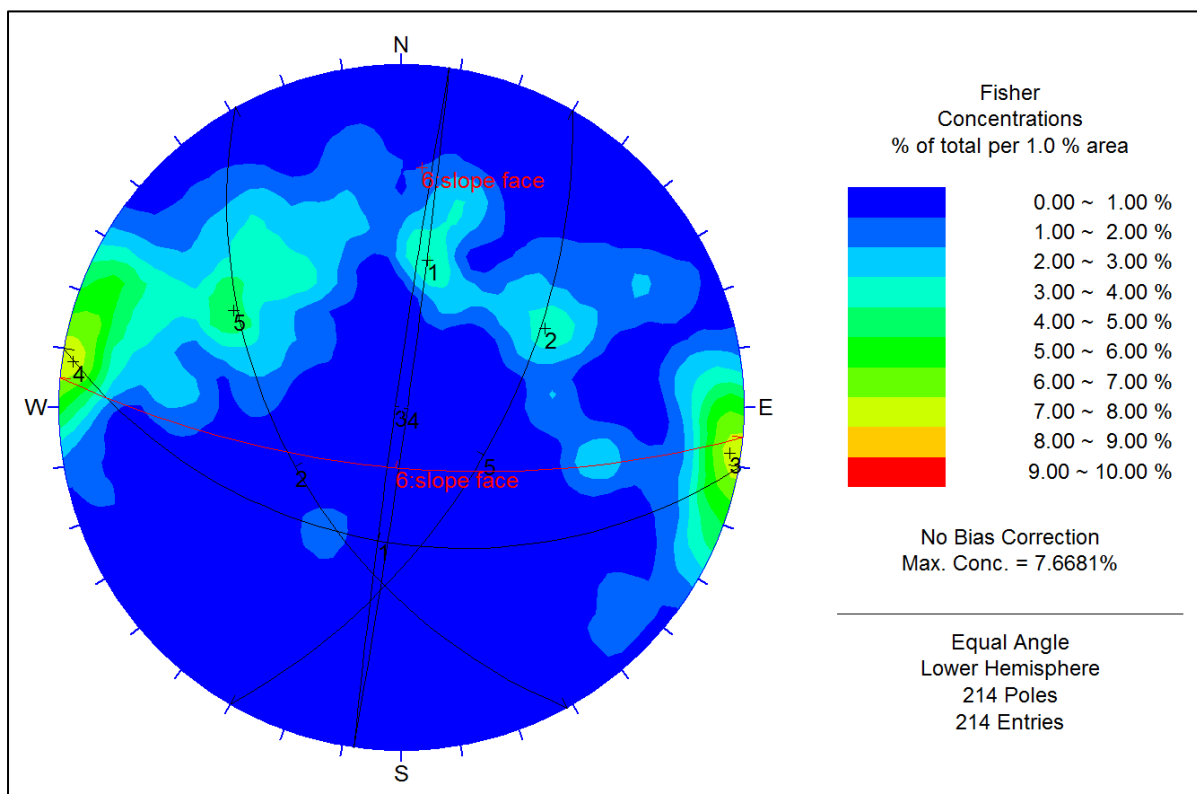 N
6:slope face
1
5
2
4
W
E
34
3
5
2
6:slope face
1
S
Fisher
Concentrations
% of total per 1.0 % area
0.00 ~ 1.00 %
1.00 ~ 2.00 %
2.00 ~ 3.00 %
3.00 ~ 4.00 %
4.00 ~ 5.00 %
5.00 ~ 6.00 %
6.00 ~ 7.00 %
7.00 ~ 8.00 %
8.00 ~ 9.00 %
9.00 ~ 10.00 %
No Bias Correction
Max. Conc. = 7.6681%
Equal Angle
Lower Hemisphere
214 Poles
214 Entries